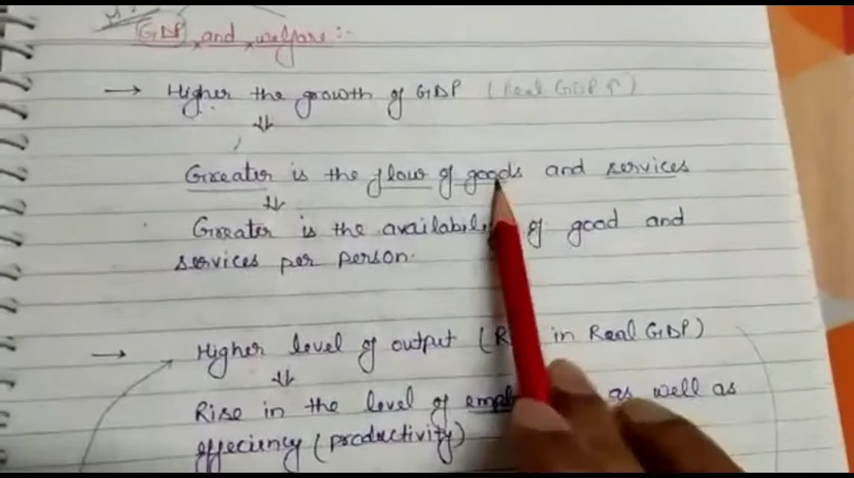 GDP and welfare:-
→ Higher the growth of GDP (Real GDP↑)
⇓
Greater is the flow of goods and services
⇓
Greater is the availabil of good and
services per person.
→ Higher level of output (R in Real GDP)
⇓
Rise in the level of empl as well as
effeciency (productivity)